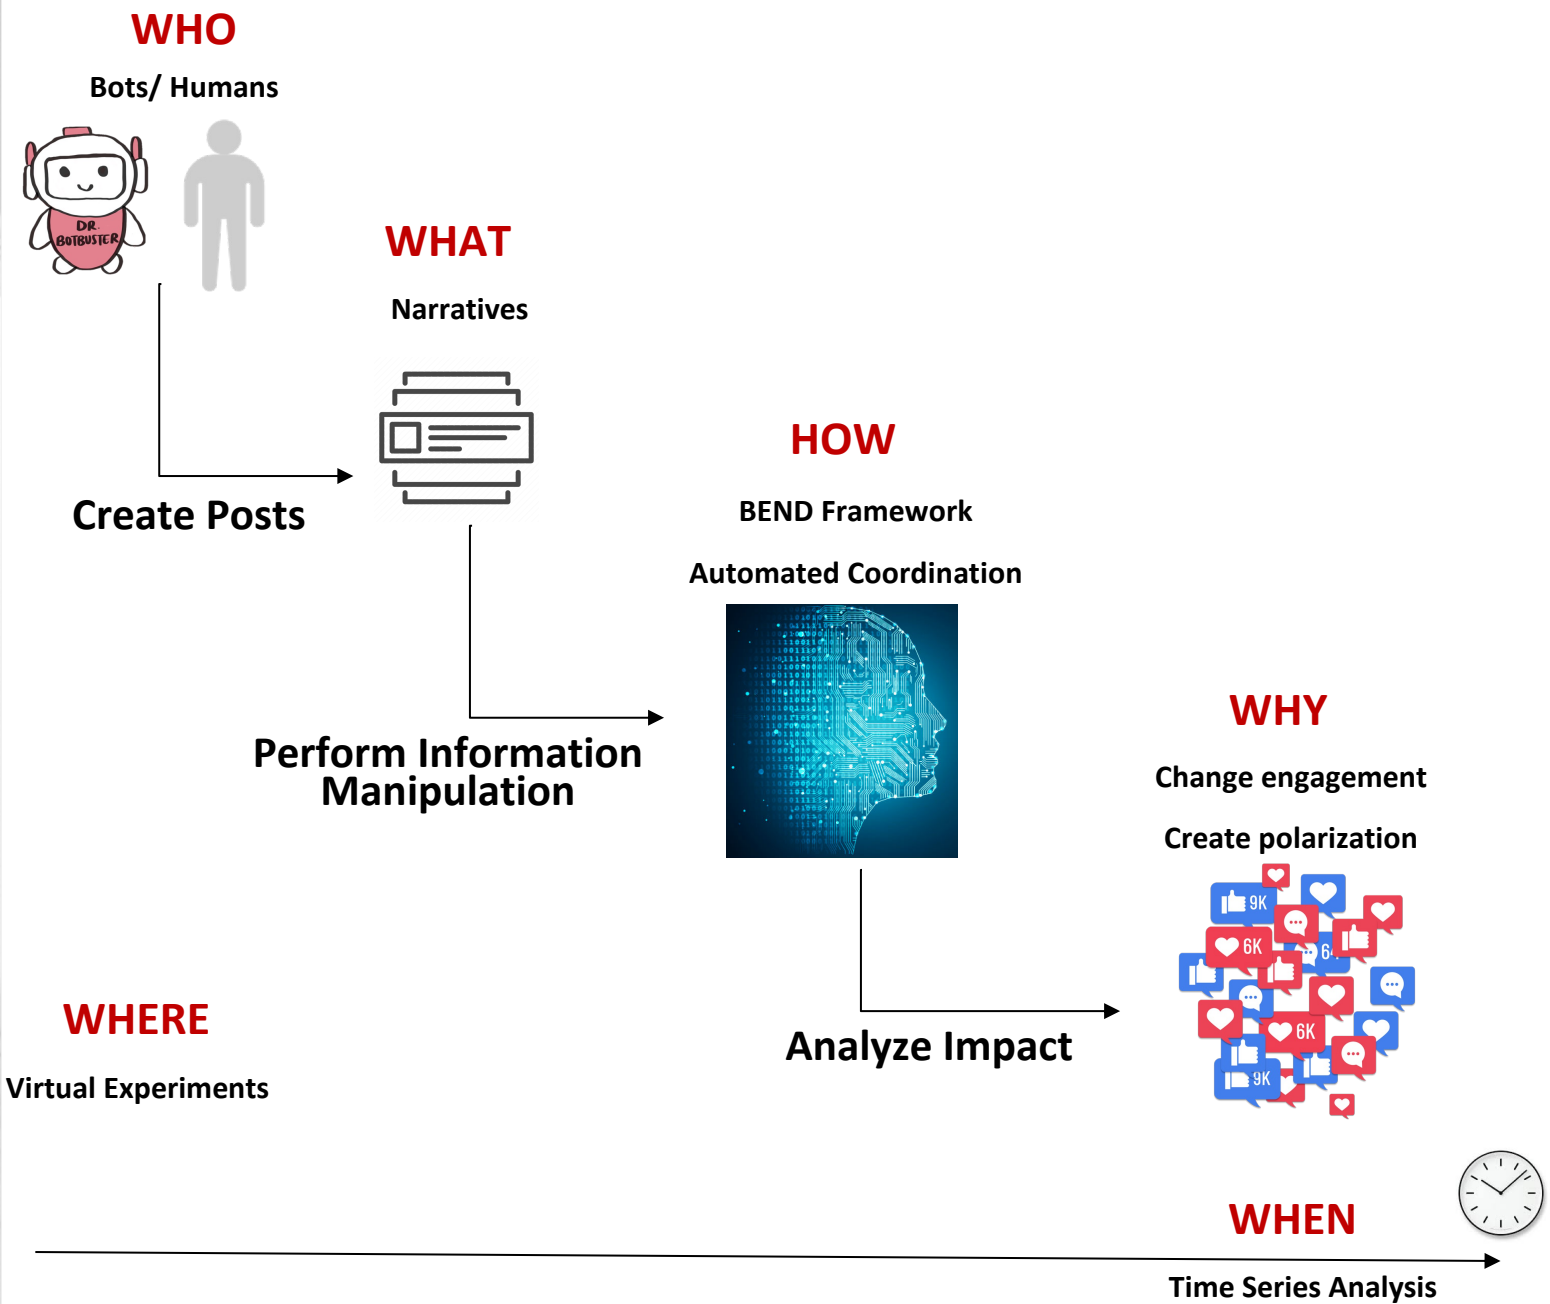 WHO
Bots/ Humans
DR.
BOTBUSTER
WHAT
Narratives
Create Posts
HOW
BEND Framework
Automated Coordination
Perform Information
Manipulation
WHY
Change engagement
Create polarization
9K
6K
6K
9K
Analyze Impact
WHERE
Virtual Experiments
WHEN
Time Series Analysis